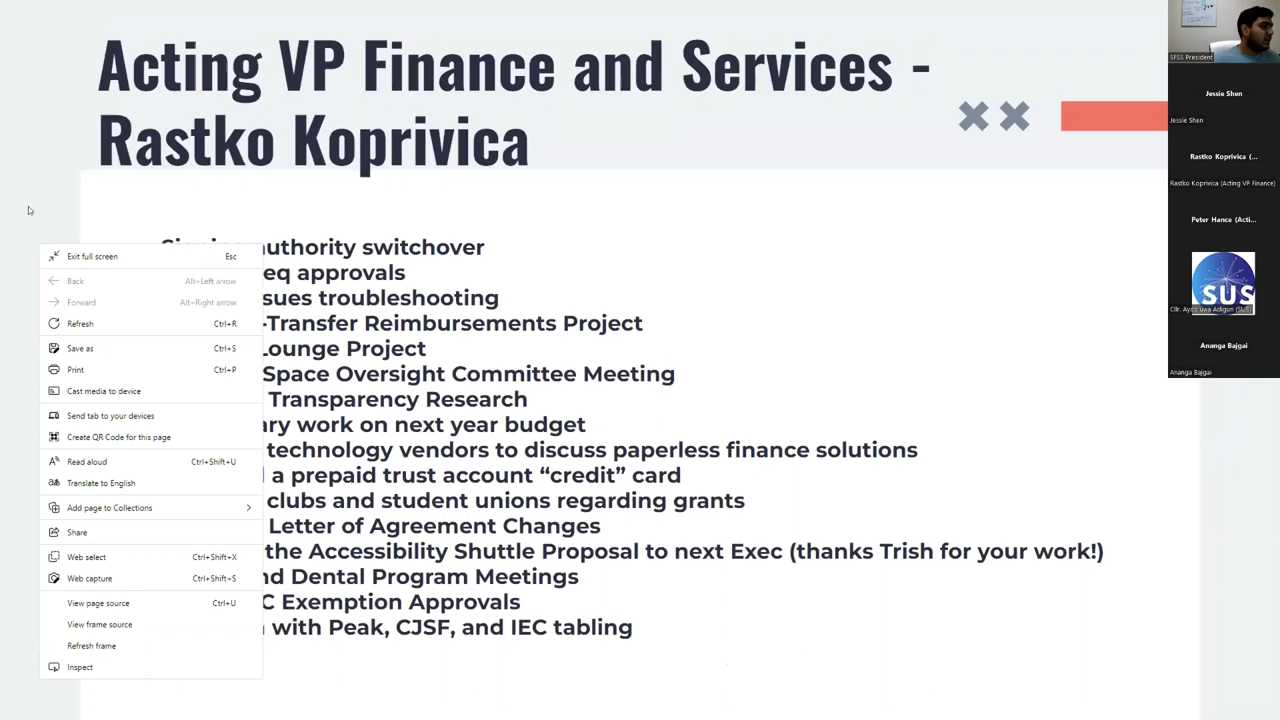 Acting VP Finance and Services -
Rastko Koprivica
authority switchover
eq approvals
sues troubleshooting
-Transfer Reimbursements Project
Lounge Project
Space Oversight Committee Meeting
Transparency Research
ary work on next year budget
technology vendors to discuss paperless finance solutions
a prepaid trust account “credit” card
clubs and student unions regarding grants
Letter of Agreement Changes
the Accessibility Shuttle Proposal to next Exec (thanks Trish for your work!)
nd Dental Program Meetings
C Exemption Approvals
with Peak, CJSF, and IEC tabling
Exit full screen Esc
Back Alt+Left arrow
Forward Alt+Right arrow
Refresh Ctrl+R
Save as Ctrl+S
Print Ctrl+P
Cast media to device
Send tab to your devices
Create QR Code for this page
Read aloud Ctrl+Shift+U
Translate to English
Add page to Collections
Share
Web select Ctrl+Shift+X
Web capture Ctrl+Shift+S
View page source Ctrl+U
View frame source
Refresh frame
Inspect
SFSS President
Jessie Shen
Jessie Shen
Rastko Koprivica (...
Rastko Koprivica (Acting VP Finance)
Peter Hance (Acti...
SUS
Cllr. Ayoo Uwa Adigun (SUS)
Ananga Bajgai
Ananga Bajgai